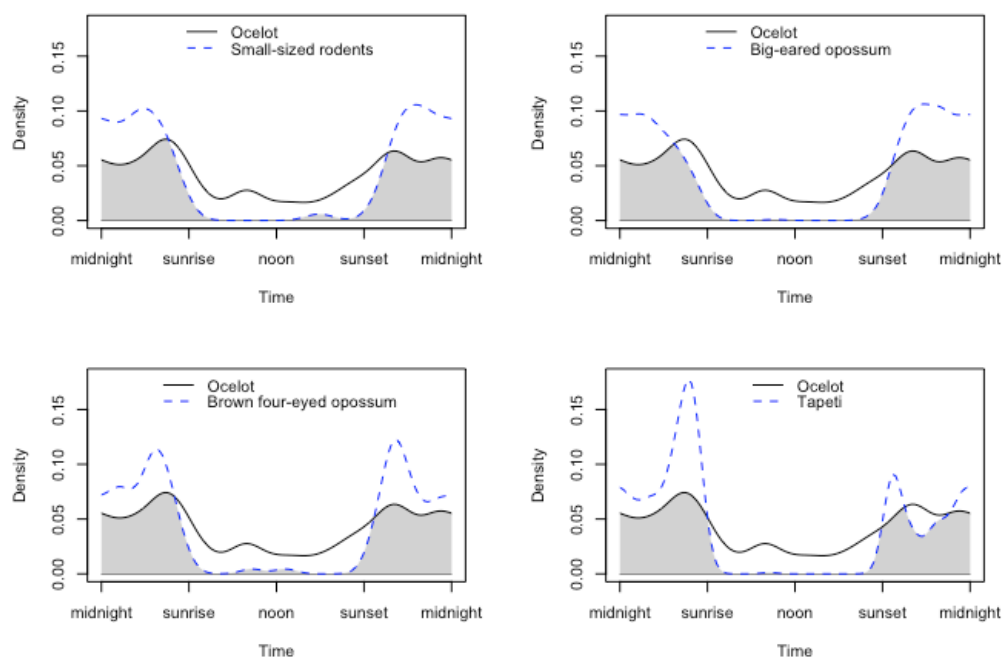 Ocelot
Small-sized rodents
Density
0.00
0.05
0.10
0.15
midnight sunrise noon sunset midnight
Time
Ocelot
Big-eared opossum
Density
0.00
0.05
0.10
0.15
midnight sunrise noon sunset midnight
Time
Ocelot
Brown four-eyed opossum
Density
0.00
0.05
0.10
0.15
midnight sunrise noon sunset midnight
Time
Ocelot
Tapeti
Density
0.00
0.05
0.10
0.15
midnight sunrise noon sunset midnight
Time